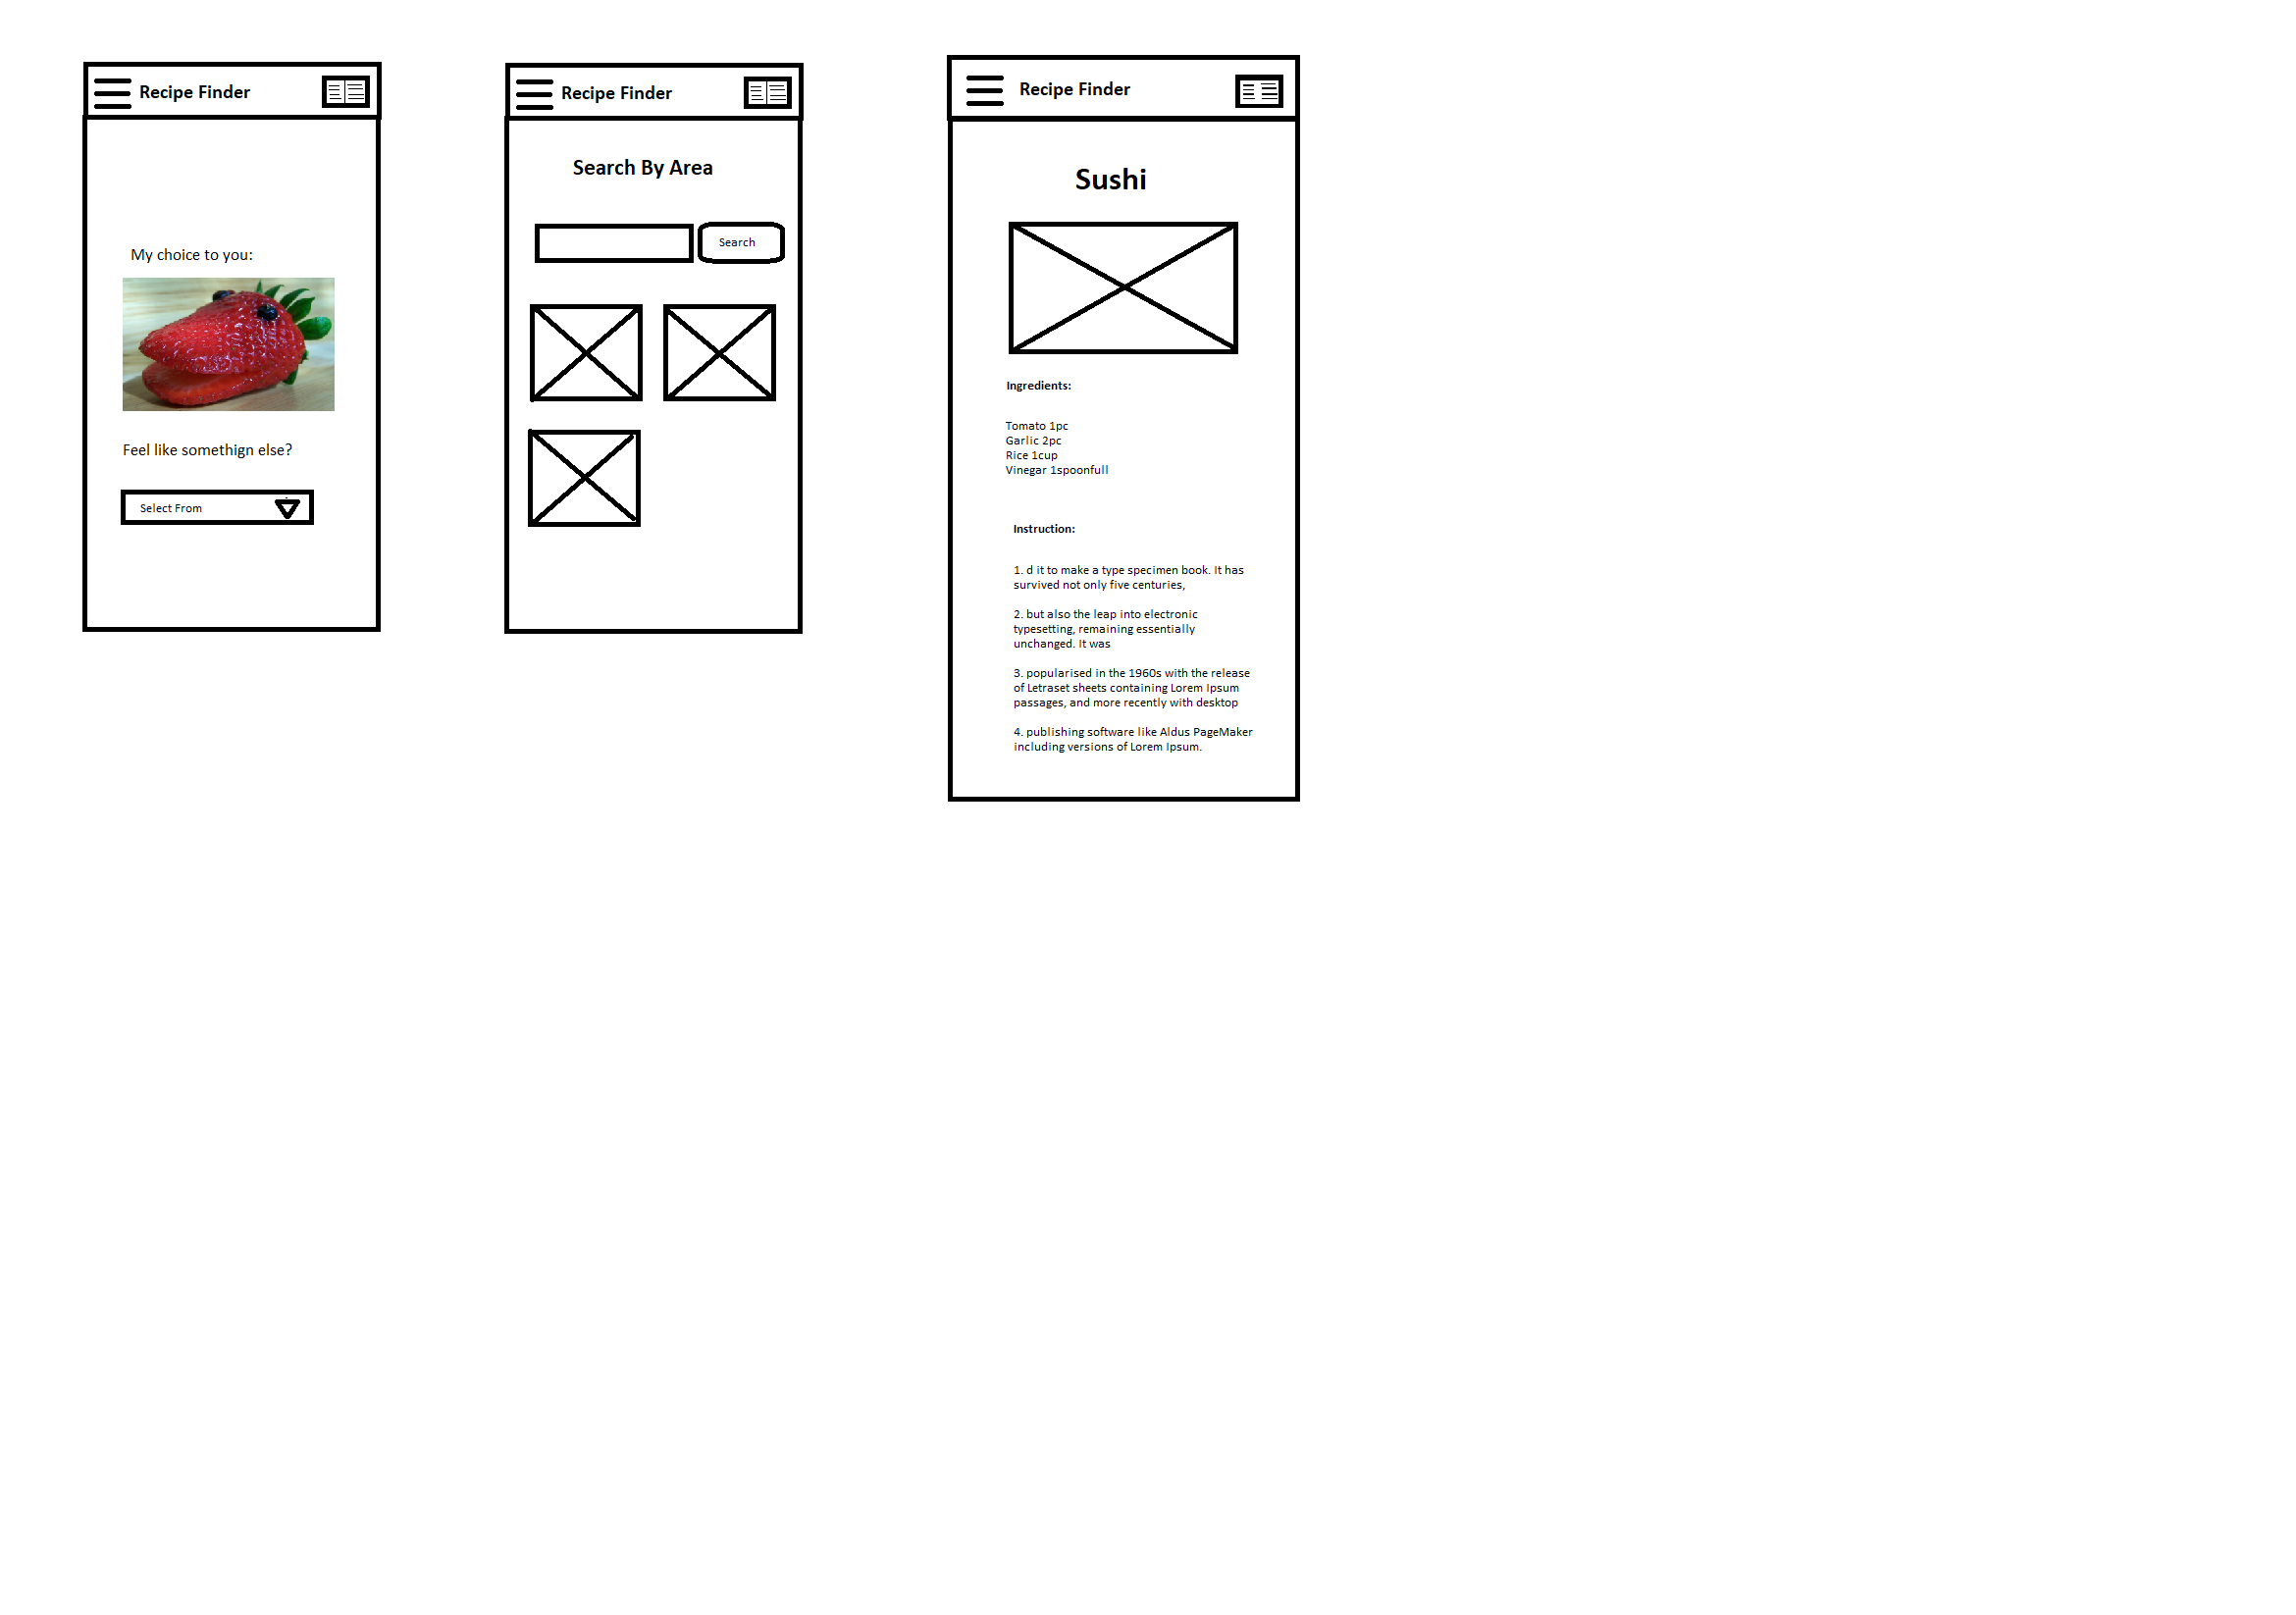 Recipe Finder
My choice to you:
Feel like somethign else?
Select From
Recipe Finder
Search By Area
Search
Recipe Finder
Sushi
Ingredients:
Tomato 1pc
Garlic 2pc
Rice 1cup
Vinegar 1spoonfull
Instruction:
1. d it to make a type specimen book. It has
survived not only five centuries,
2. but also the leap into electronic
typesetting, remaining essentially
unchanged. It was
3. popularised in the 1960s with the release
of Letraset sheets containing Lorem Ipsum
passages, and more recently with desktop
4. publishing software like Aldus PageMaker
including versions of Lorem Ipsum.